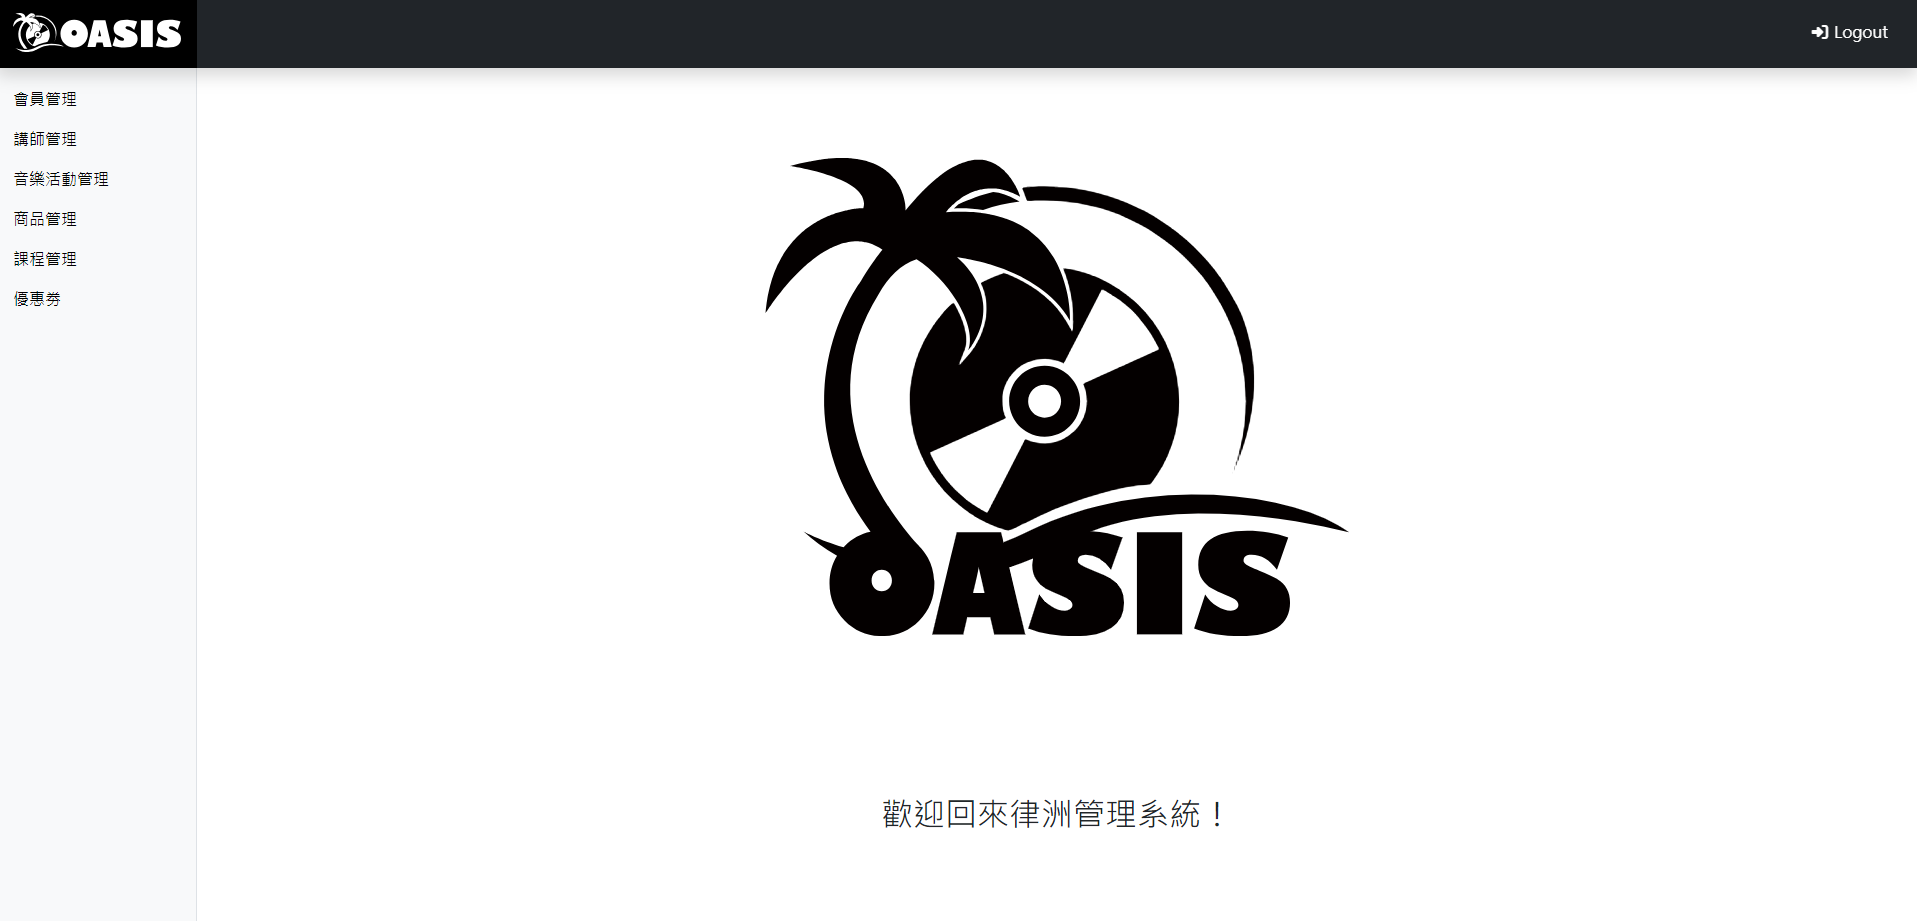 OASIS
Logout
會員管理
講師管理
音樂活動管理
商品管理
課程管理
優惠券
OASIS
歡迎回來律洲管理系統！